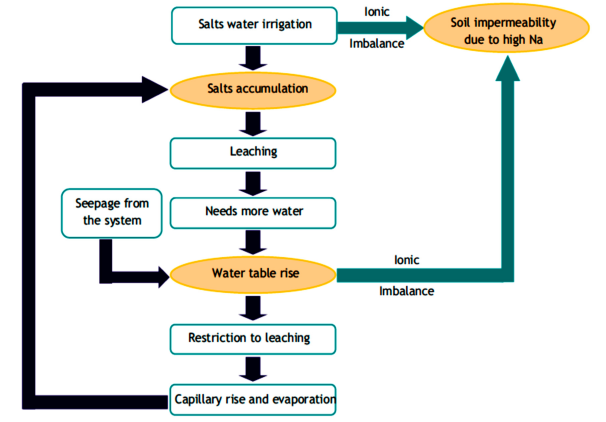 Salts water irrigation
Ionic
Imbalance
Soil impermeability
due to high Na
Salts accumulation
Leaching
Seepage from
the system
Needs more water
Water table rise
Ionic
Imbalance
Restriction to leaching
Capillary rise and evaporation